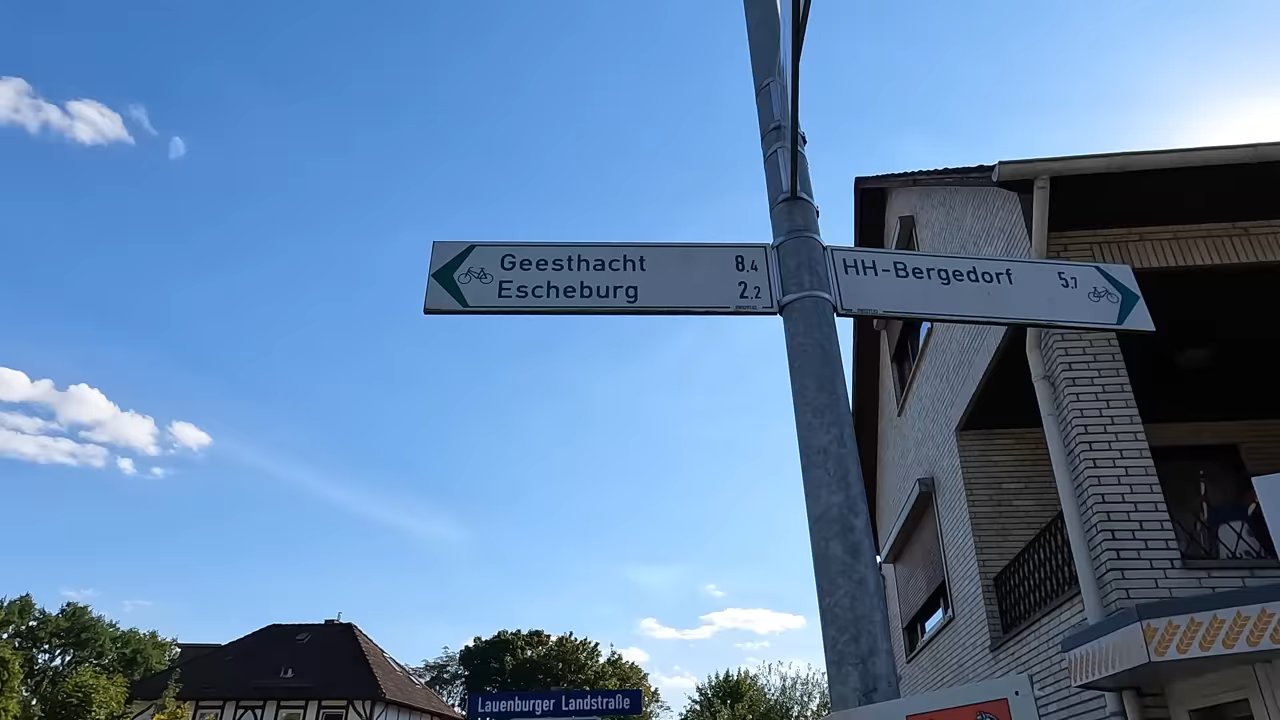 Geesthacht 8.4
Escheburg 2.2
HH-Bergedorf 5.7
Lauenburger Landstraße